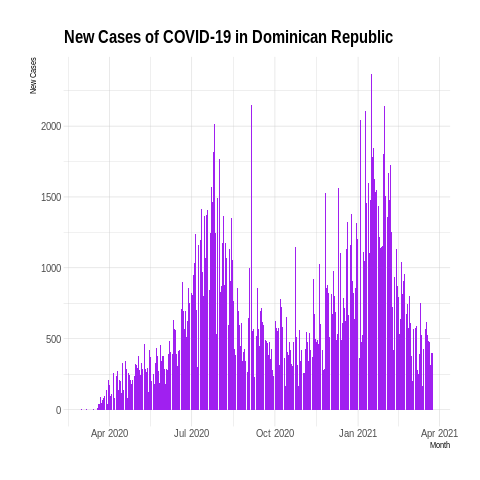 New Cases of COVID-19 in Dominican Republic
New Cases
2000
1500
1000
500
0
Apr 2020 Jul 2020 Oct 2020 Jan 2021 Apr 2021
Month